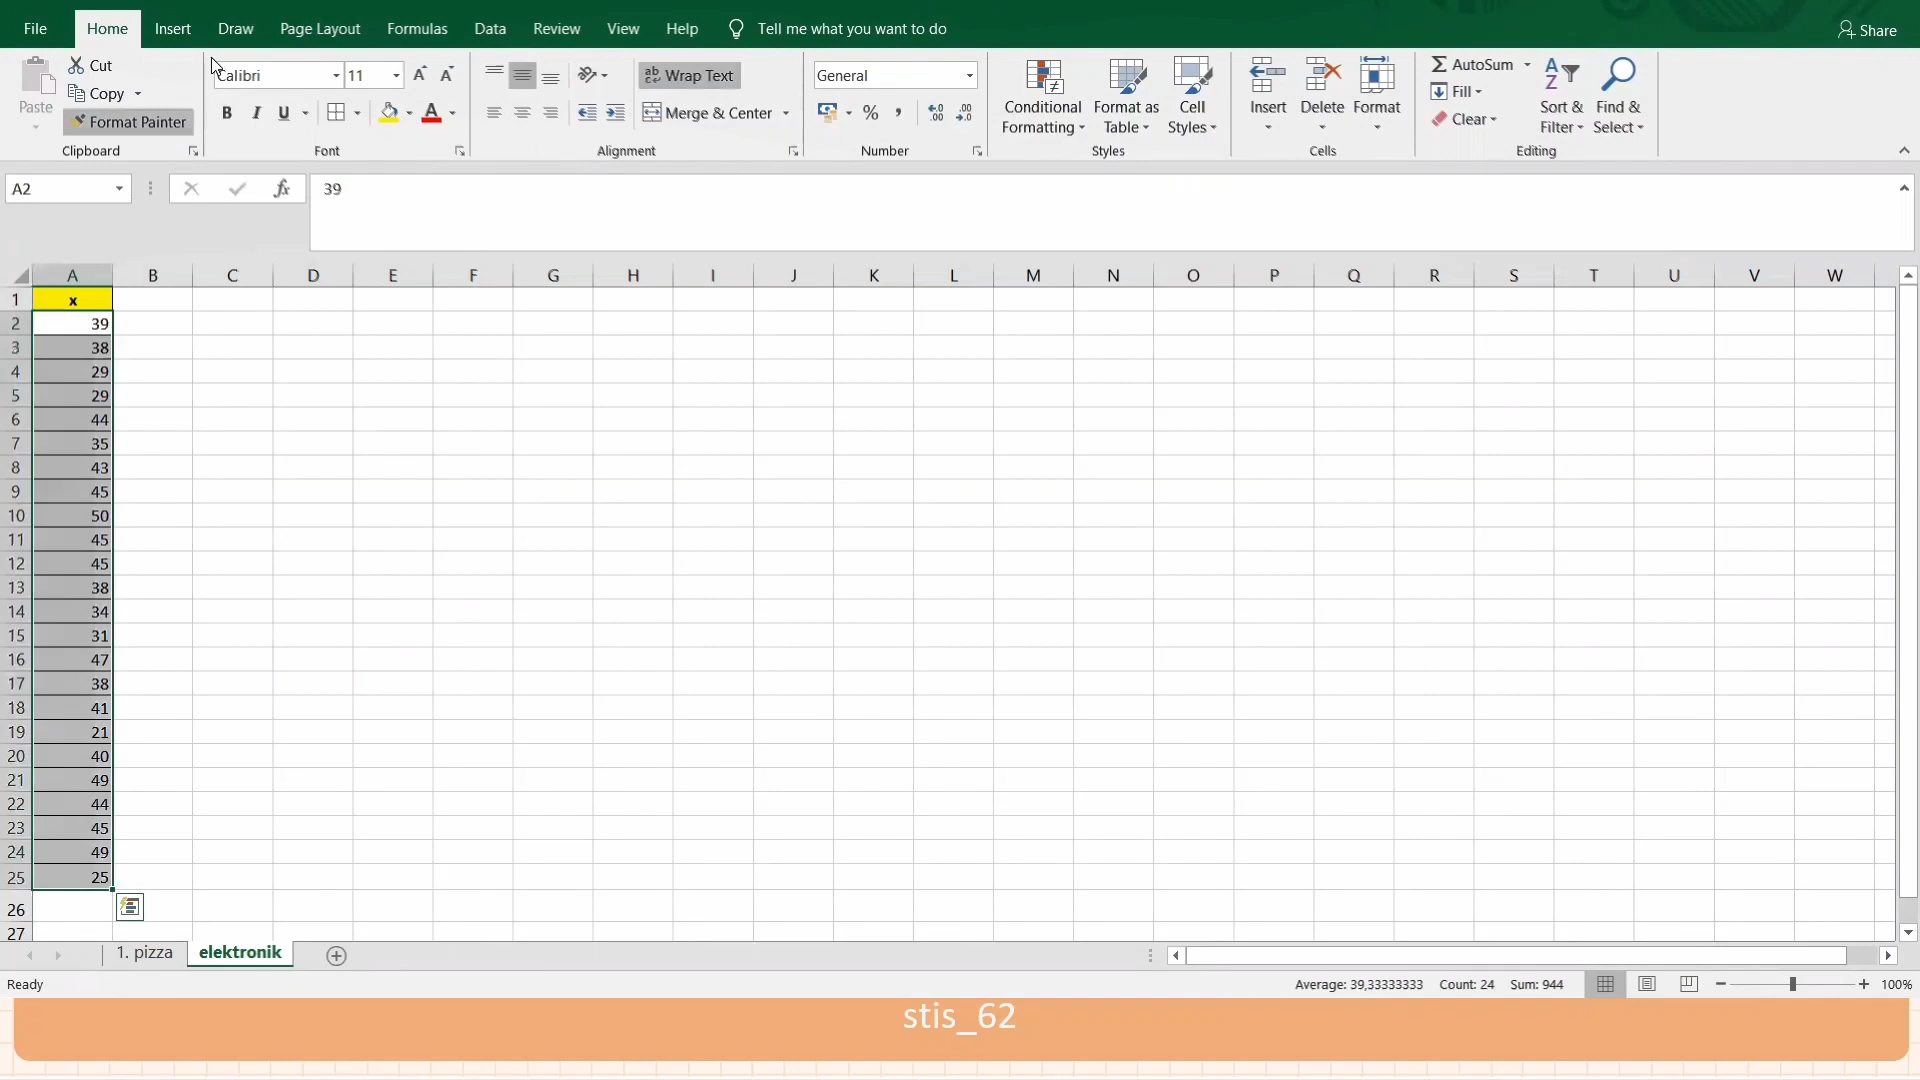 File Home Insert Draw Page Layout Formulas Data Review View Help Tell me what you want to do Share
Paste
Cut
Copy
Format Painter
Clipboard
Calibri 11
B I U
Font
Wrap Text
Merge & Center
Alignment
General
%
Number
Conditional Formatting
Format as Table
Cell Styles
Styles
Insert
Delete
Format
Cells
AutoSum
Fill
Clear
Sort & Filter
Find & Select
Editing
A2 fx 39
A B C D E F G H I J K L M N O P Q R S T U V W
1 x
2 39
3 38
4 29
5 29
6 44
7 35
8 43
9 45
10 50
11 45
12 45
13 38
14 34
15 31
16 47
17 38
18 41
19 21
20 40
21 49
22 44
23 45
24 49
25 25
26
27
1. pizza elektronik
Ready Average: 39,33333333 Count: 24 Sum: 944 100%
stis_62